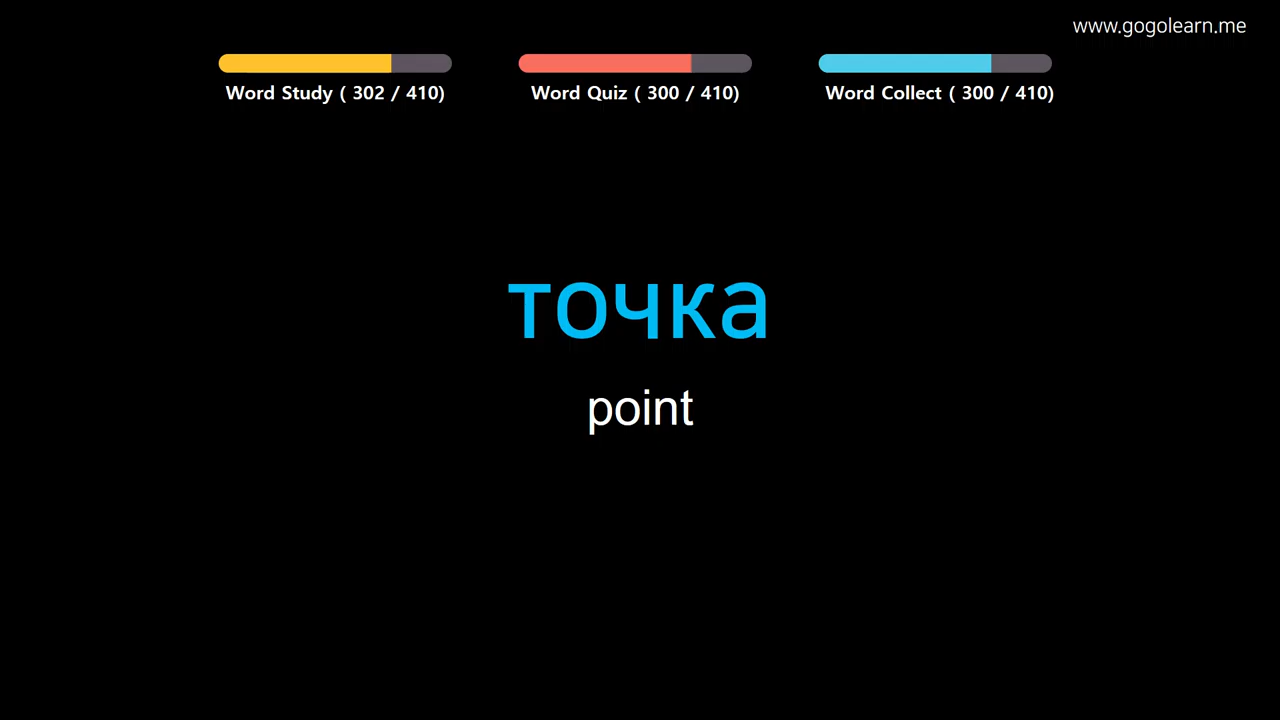 www.gogolearn.me
Word Study ( 302 / 410)
Word Quiz ( 300 / 410)
Word Collect ( 300 / 410)
точка
point